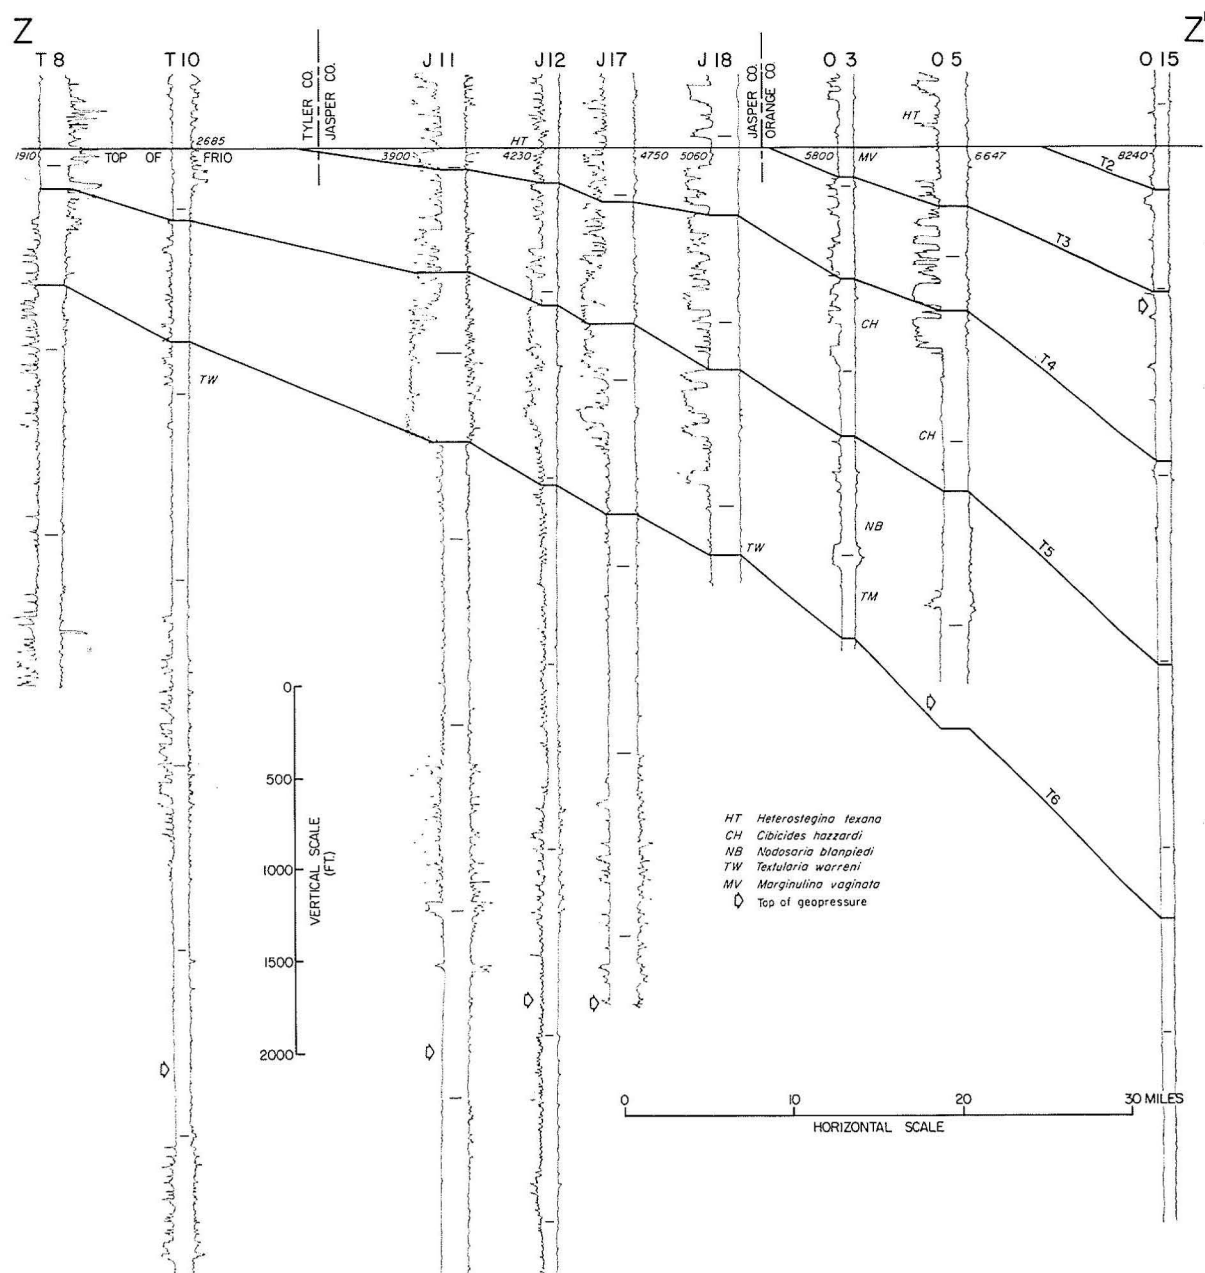 Z Z'
T 8 T 10 J 11 J 12 J 17 J 18 O 3 O 5 O 15
TYLER CO.
JASPER CO.
JASPER CO.
ORANGE CO.
HT
HT
2685
1910 TOP OF FRIO 3900 4230 4750 5060 5800 MV 6647 8240
T2
T3
CH
T4
TW
CH
NB
T5
TW
TM
T6
0
500
1000
1500
2000
VERTICAL SCALE
(FT.)
HT Heterostegina texana
CH Cibicides hazzardi
NB Nodosaria blanpiedi
TW Textularia warreni
MV Marginulina vaginata
Top of geopressure
0 10 20 30 MILES
HORIZONTAL SCALE